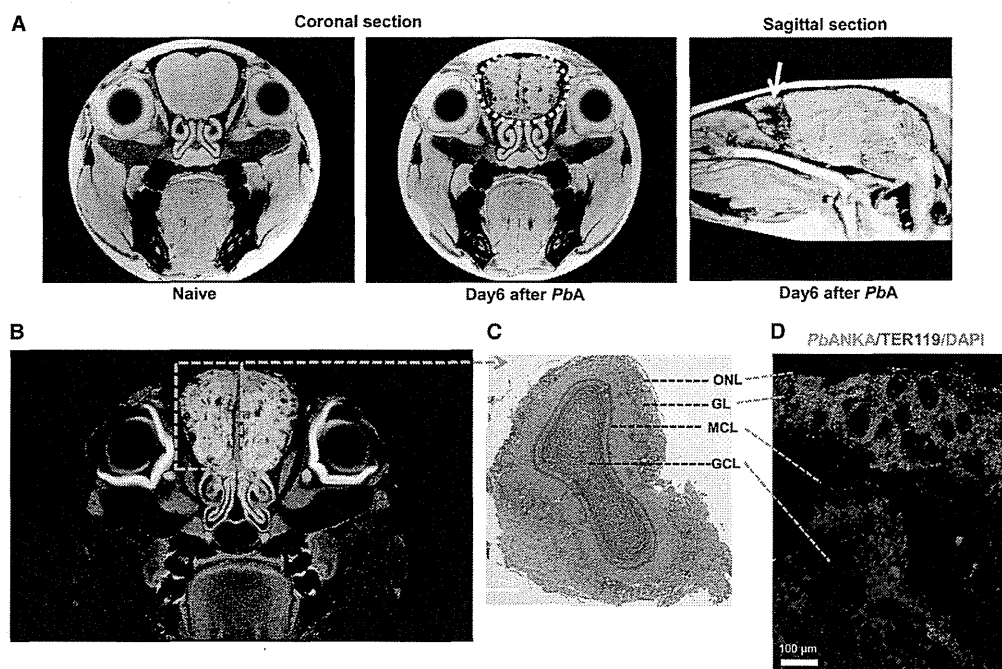 A
Coronal section
Sagittal section
Naive
Day6 after PbA
Day6 after PbA
B
C
D
PbANKA/TER119/DAPI
ONL
GL
MCL
GCL
100 µm